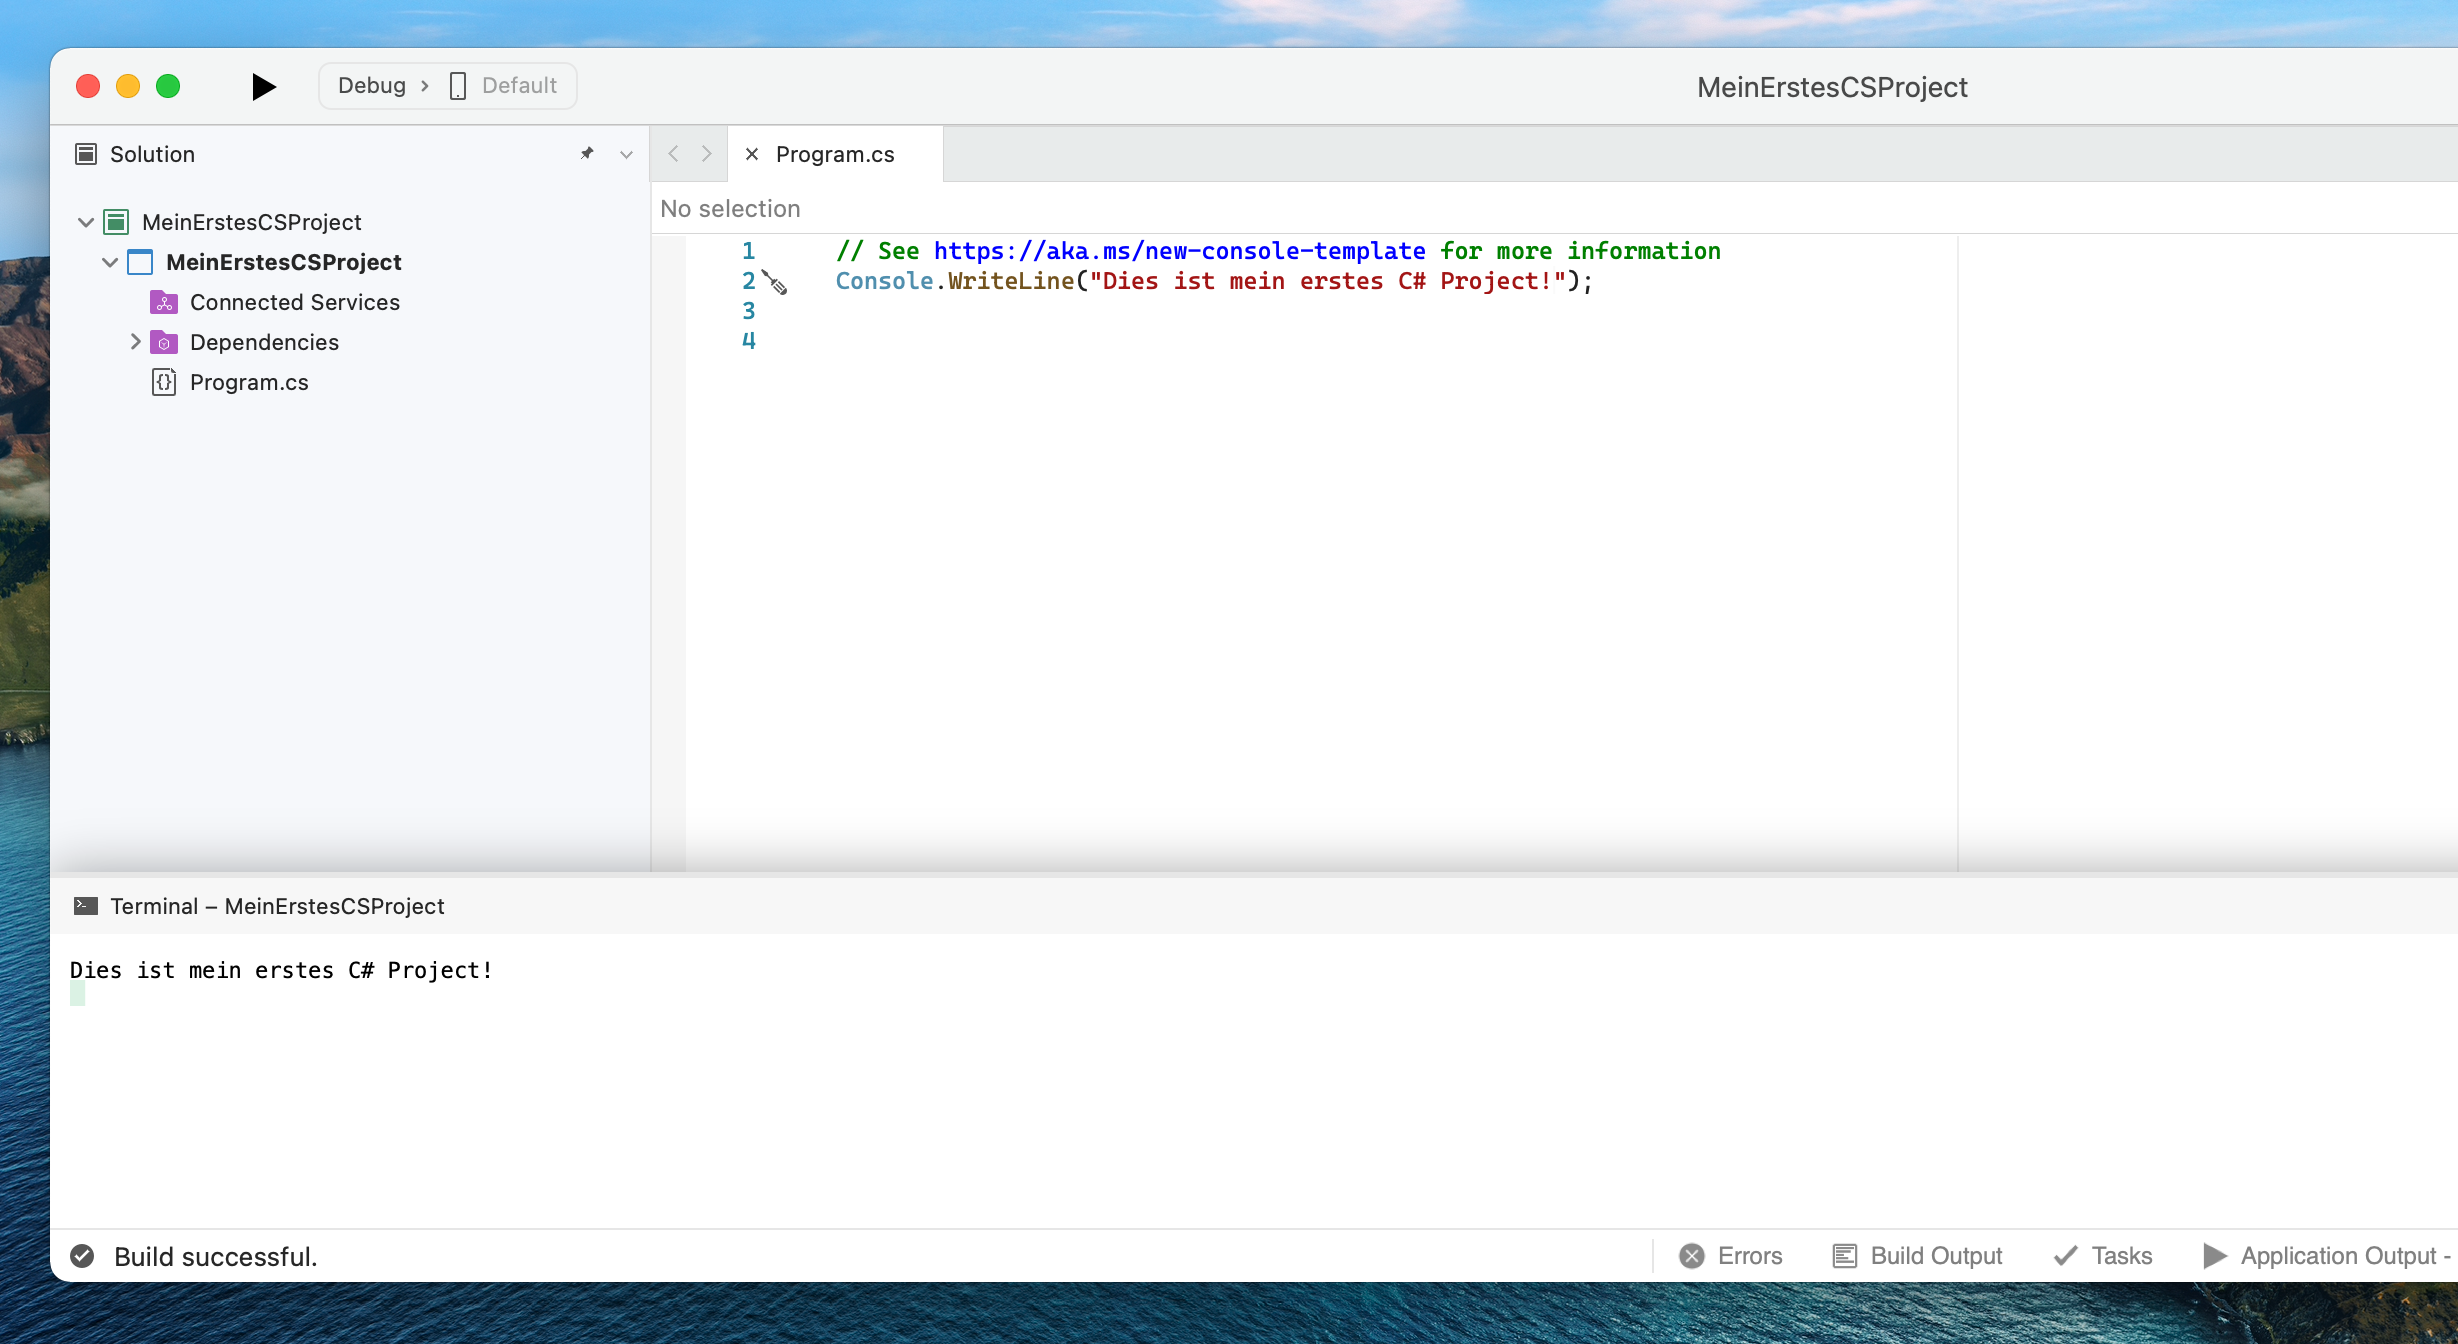 Debug
Default
MeinErstesCSProject
Solution
Program.cs
MeinErstesCSProject
MeinErstesCSProject
Connected Services
Dependencies
Program.cs
No selection
1 // See https://aka.ms/new-console-template for more information
2 Console.WriteLine("Dies ist mein erstes C# Project!");
3
4
Terminal – MeinErstesCSProject
Dies ist mein erstes C# Project!
Build successful.
Errors
Build Output
Tasks
Application Output -